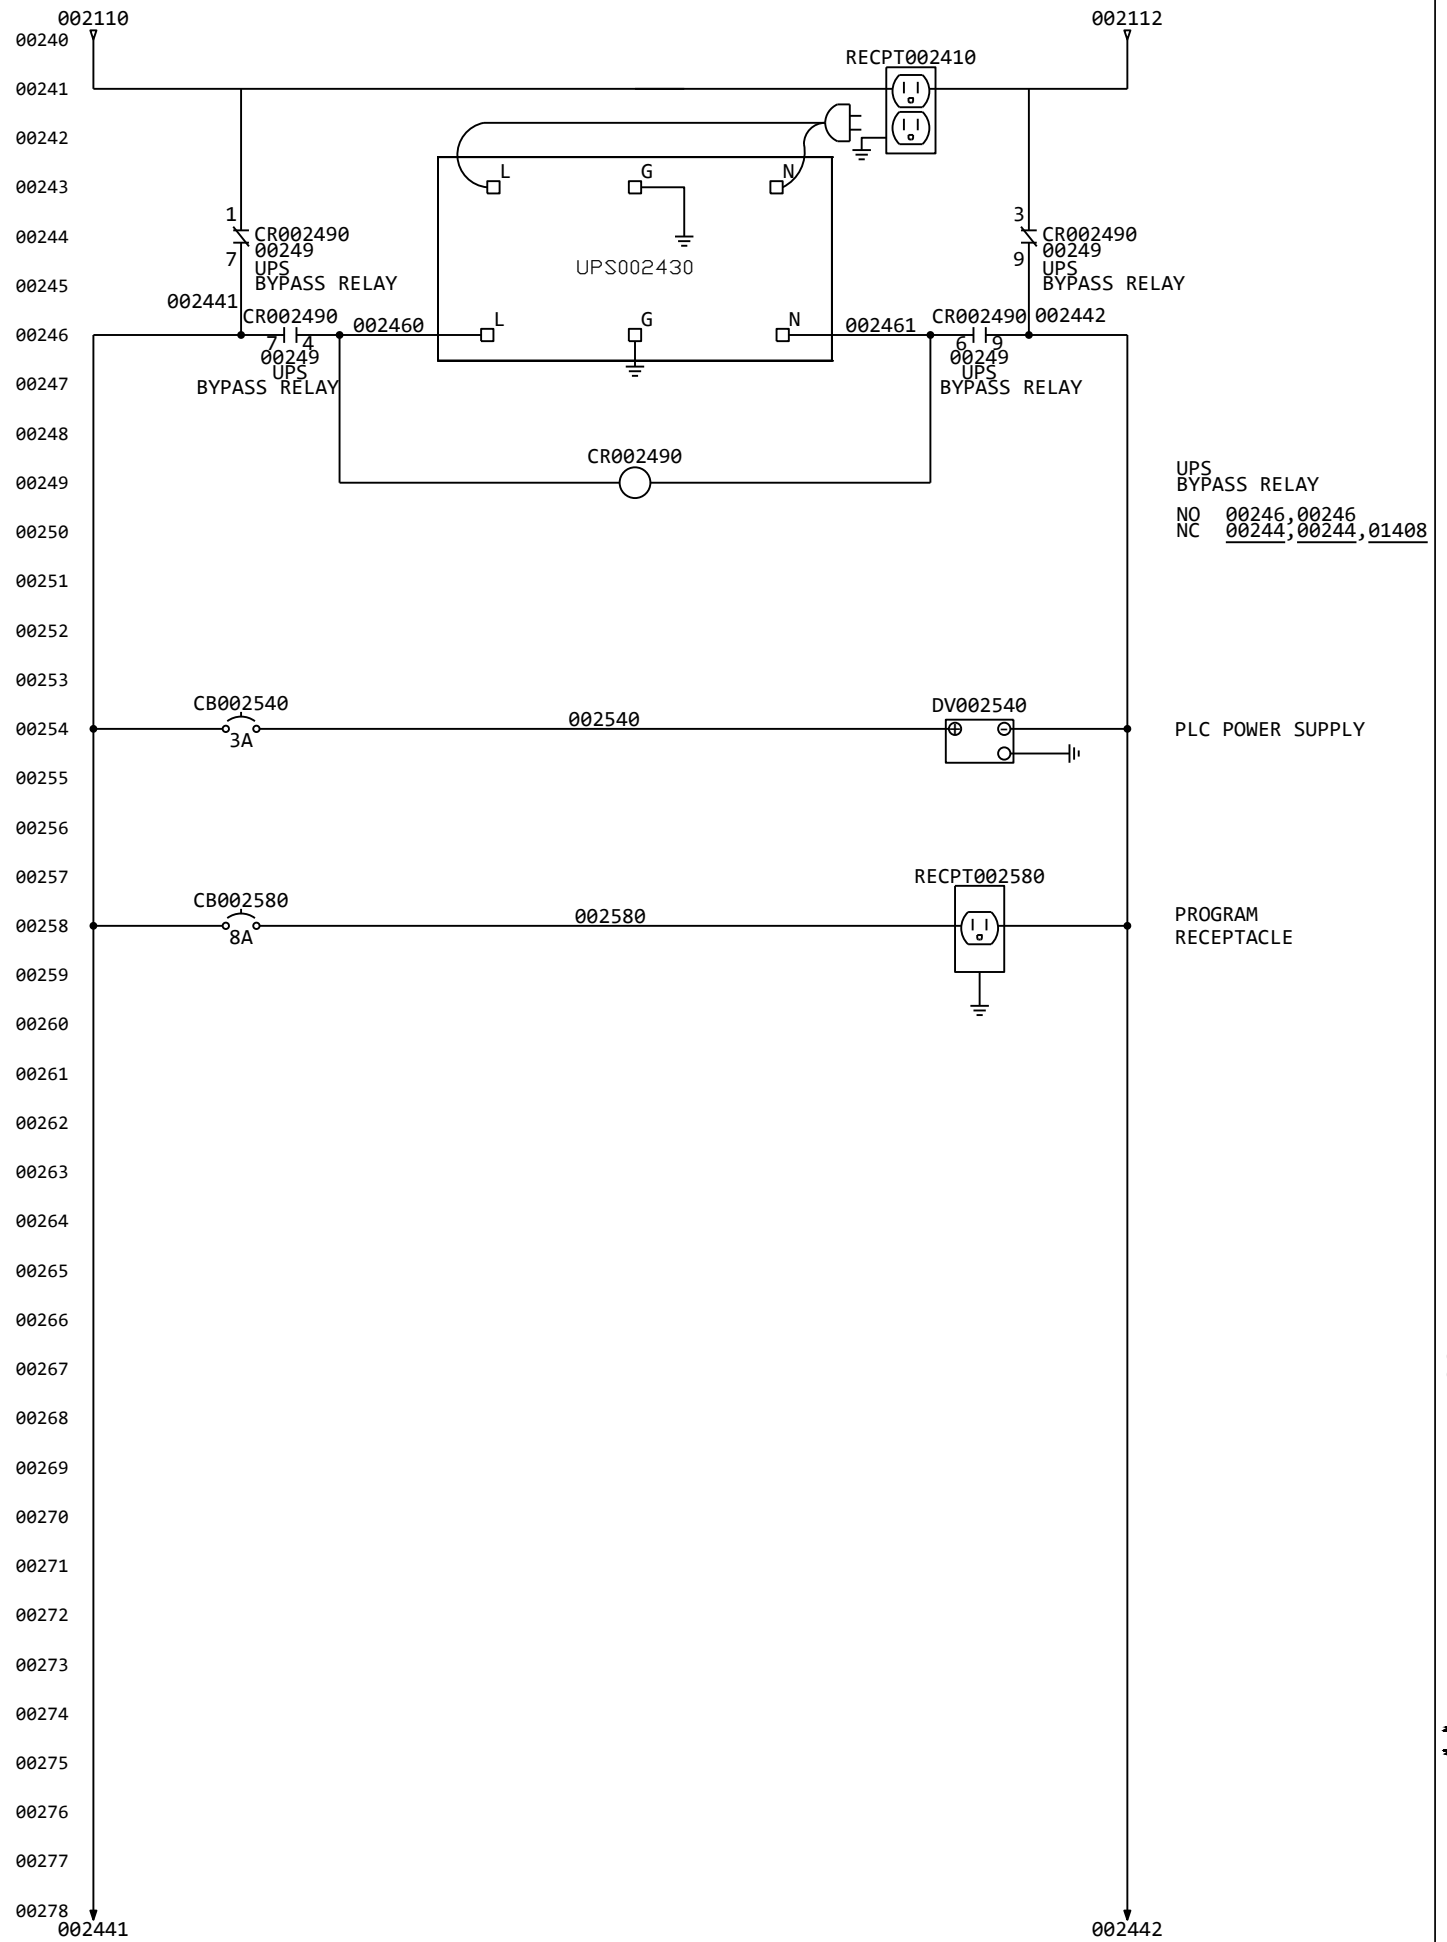 002110 002112
00240
RECPT002410
00241
00242
L G N
00243
1 3
00244 CR002490 CR002490
00249 00249
7 UPS UPS002430 9 UPS
BYPASS RELAY BYPASS RELAY
00245
002441 CR002490 002460 L G N 002461 CR002490 002442
00246
7 4 6 9
00249 00249
UPS UPS
00247
BYPASS RELAY BYPASS RELAY
00248
CR002490
UPS
00249
BYPASS RELAY
NO 00246,00246
00250
NC 00244,00244,01408
00251
00252
00253
CB002540 DV002540
002540
00254 PLC POWER SUPPLY
3A
00255
00256
00257 RECPT002580
CB002580
002580 PROGRAM
00258
8A RECEPTACLE
00259
00260
00261
00262
00263
00264
00265
00266
00267
00268
00269
00270
00271
00272
00273
00274
00275
00276
00277
00278
002441 002442